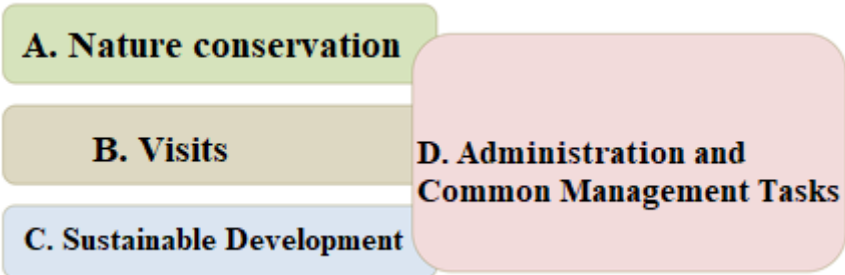 A. Nature conservation
B. Visits
C. Sustainable Development
D. Administration and
Common Management Tasks